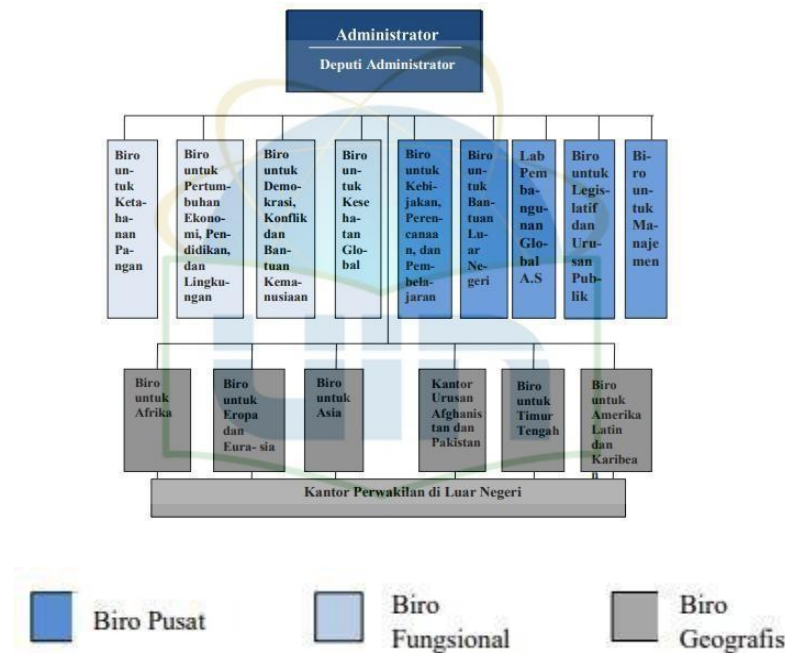 Administrator
Deputi Administrator
Biro
un-
tuk
Keta-
ha-
nan
Pa-
ngan
Biro
untuk
Pertum-
buhan
Ekono-
mi, Pen-
didikan,
dan
Lingku-
ngan
Biro
untuk
Demo-
krasi,
Konflik
dan
Ban-
tuan
Kema-
nusiaan
Biro
un-
tuk
Kese
hatan
Glo-
bal
Biro
untuk
Kebi-
jakan,
Peren-
canaa
n, dan
Pem-
bela-
jaran
Biro
un-
tuk
Ban-
tuan
Lu-
ar
Ne-
geri
Lab
Pem
ba-
ngu-
nan
Glo-
bal
A.S
Biro
untuk
Legis-
latif
dan
Uru-
san
Pub-
lik
Bi-
ro
un-
tuk
Ma-
naje
men
Biro
untuk
Afrika
Biro
untuk
Eropa
dan
Eura- sia
Biro
untuk
Asia
Kantor
Urusan
Afghanis
tan dan
Pakistan
Biro
untuk
Timur
Tengah
Biro
untuk
Amerika
Latin
dan
Karibea
Kantor Perwakilan di Luar Negeri
Biro Pusat
Biro
Fungsional
Biro
Geografis